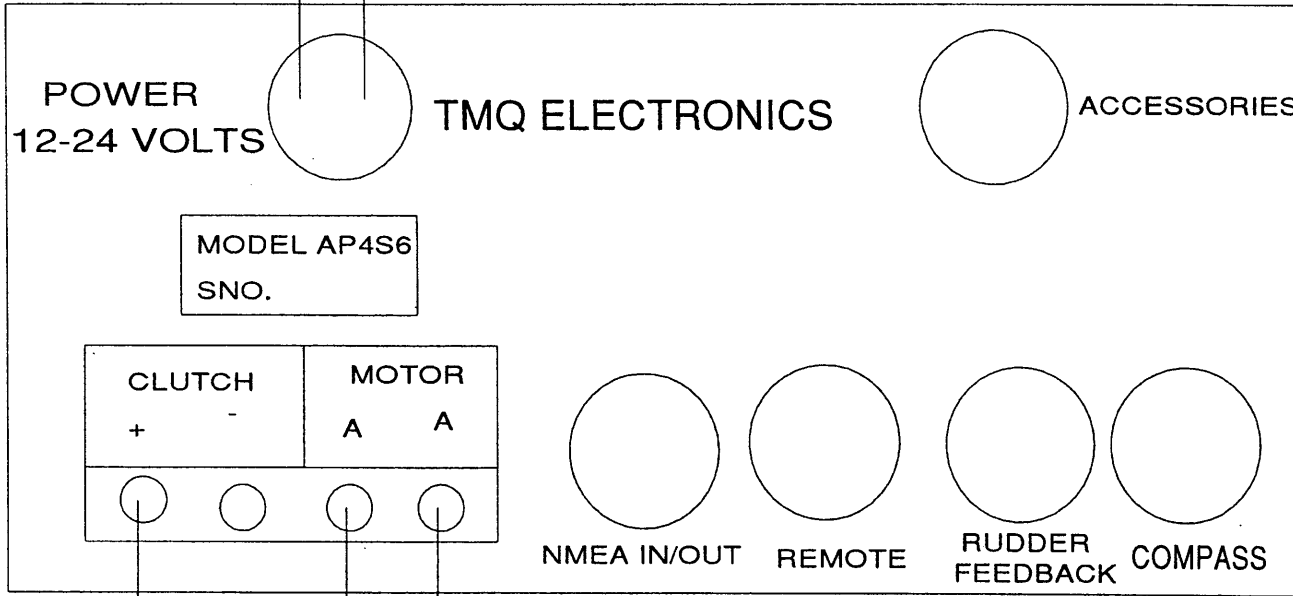 POWER
12-24 VOLTS
TMQ ELECTRONICS
ACCESSORIES
MODEL AP4S6
SNO.
CLUTCH
+ -
MOTOR
A A
NMEA IN/OUT
REMOTE
RUDDER
FEEDBACK
COMPASS